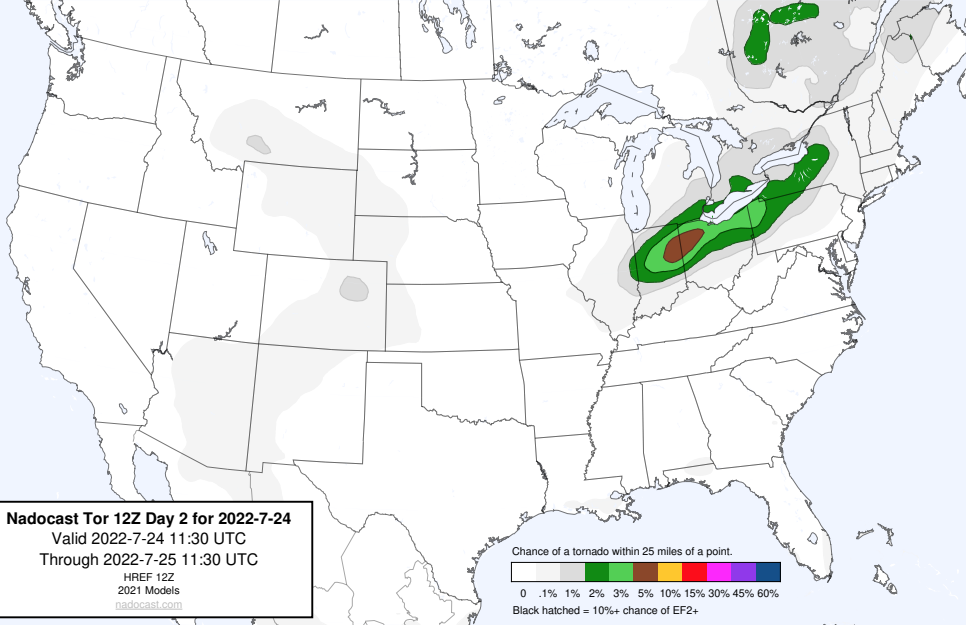 Nadocast Tor 12Z Day 2 for 2022-7-24
Valid 2022-7-24 11:30 UTC
Through 2022-7-25 11:30 UTC
HREF 12Z
2021 Models
nadocast.com
Chance of a tornado within 25 miles of a point.
0 .1% 1% 2% 3% 5% 10% 15% 30% 45% 60%
Black hatched = 10%+ chance of EF2+